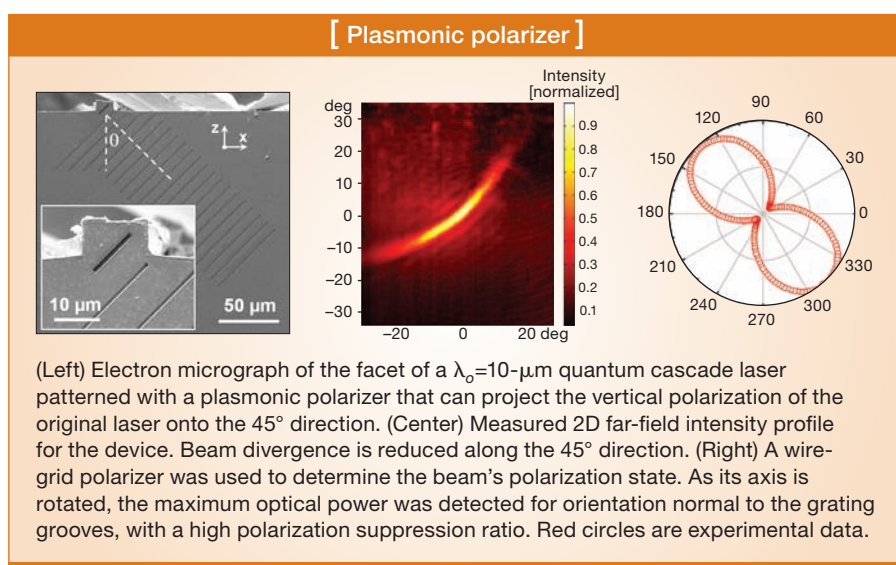 [ Plasmonic polarizer ]
θ
z
x
10 µm
50 µm
deg
30
20
10
0
–10
–20
–30
–20
0
20 deg
Intensity
[normalized]
0.9
0.8
0.7
0.6
0.5
0.4
0.3
0.2
0.1
90
120
60
150
30
180
0
210
330
240
300
270
(Left) Electron micrograph of the facet of a λo=10-µm quantum cascade laser
patterned with a plasmonic polarizer that can project the vertical polarization of the
original laser onto the 45° direction. (Center) Measured 2D far-field intensity profile
for the device. Beam divergence is reduced along the 45° direction. (Right) A wire-
grid polarizer was used to determine the beam’s polarization state. As its axis is
rotated, the maximum optical power was detected for orientation normal to the grating
grooves, with a high polarization suppression ratio. Red circles are experimental data.